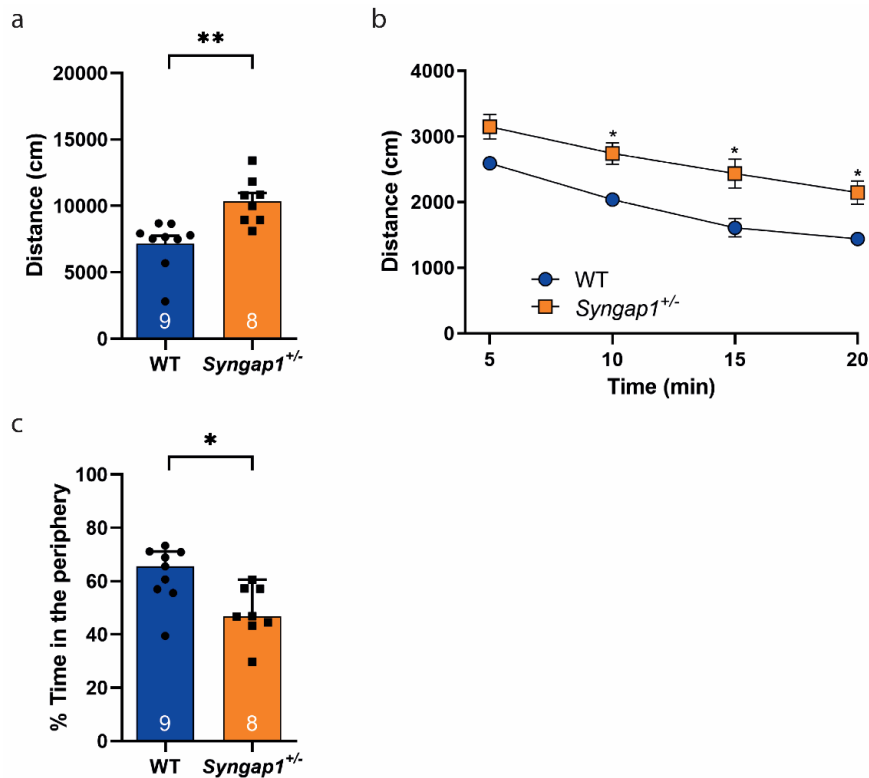 a
**
20000
15000
10000
5000
0
Distance (cm)
9
8
WT
Syngap1+/-
b
4000
3000
2000
1000
0
Distance (cm)
*
*
*
WT
Syngap1+/-
5
10
15
20
Time (min)
c
*
100
80
60
40
20
0
% Time in the periphery
9
8
WT
Syngap1+/-